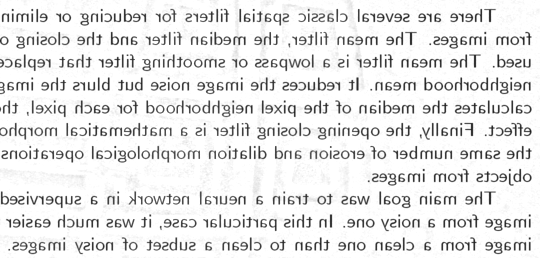 There are several classic spatial filters for reducing or elimin
from images. The mean filter, the median filter and the closing o
used. The mean filter is a lowpass or smoothing filter that replace
neighborhood mean. It reduces the image noise but blurs the imag
calculates the median of the pixel neighborhood for each pixel, th
effect. Finally, the opening closing filter is a mathematical morpho
the same number of erosion and dilation morphological operations
objects from images.
The main goal was to train a neural network in a supervised
image from a noisy one. In this particular case, it was much easier
image from a clean one than to clean a subset of noisy images.